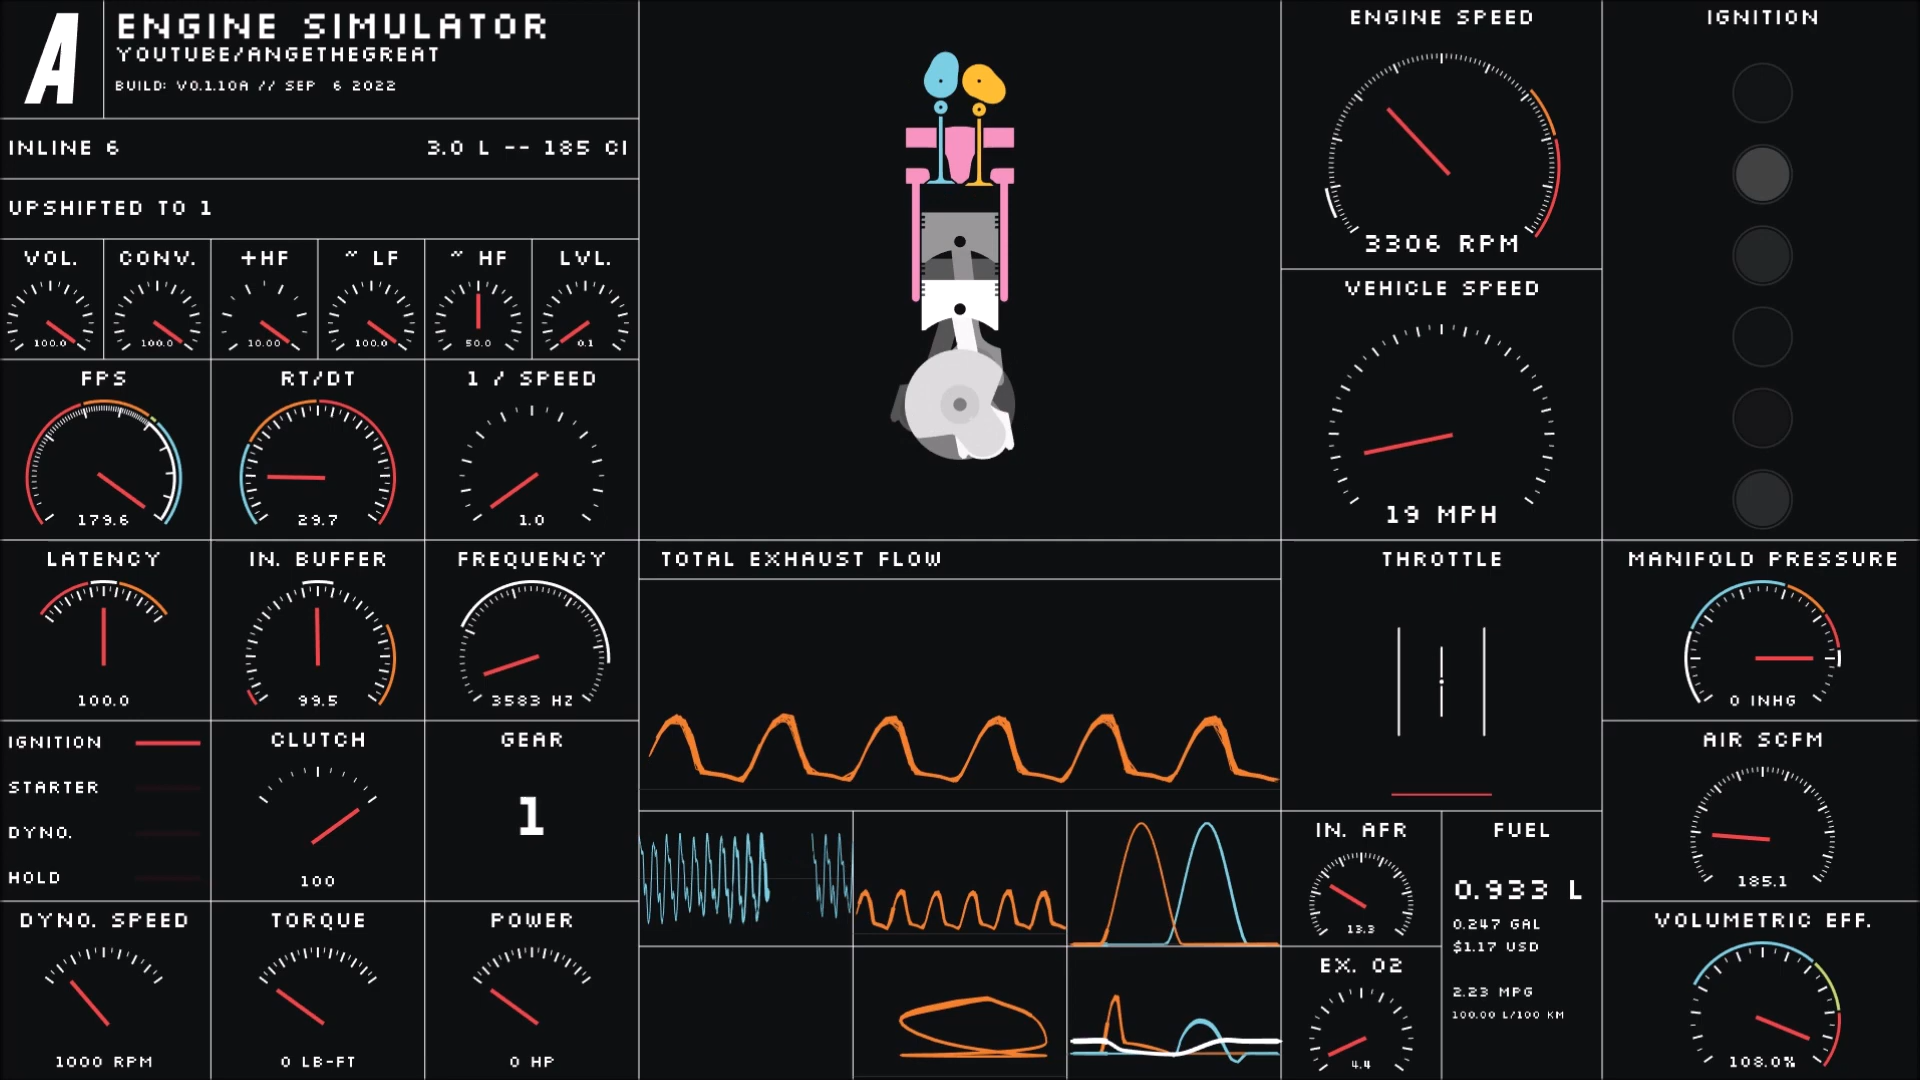 A
ENGINE SIMULATOR
YOUTUBE/ANGETHEGREAT
BUILD: V0.1.10A // SEP 6 2022
INLINE 6
3.0 L -- 185 CI
UPSHIFTED TO 1
VOL.
CONV.
+HF
~ LF
~ HF
LVL.
100.0
100.0
10.00
100.0
50.0
0.1
FPS
RT/DT
1 / SPEED
179.6
29.7
1.0
LATENCY
IN. BUFFER
FREQUENCY
100.0
99.5
3583 HZ
IGNITION
STARTER
DYNO.
HOLD
CLUTCH
100
GEAR
1
DYNO. SPEED
TORQUE
POWER
1000 RPM
0 LB-FT
0 HP
TOTAL EXHAUST FLOW
ENGINE SPEED
3306 RPM
VEHICLE SPEED
19 MPH
THROTTLE
IN. AFR
13.3
EX. O2
4.4
FUEL
0.933 L
0.247 GAL
$1.17 USD
2.23 MPG
100.00 L/100 KM
IGNITION
MANIFOLD PRESSURE
0 INHG
AIR SCFM
185.1
VOLUMETRIC EFF.
108.0%